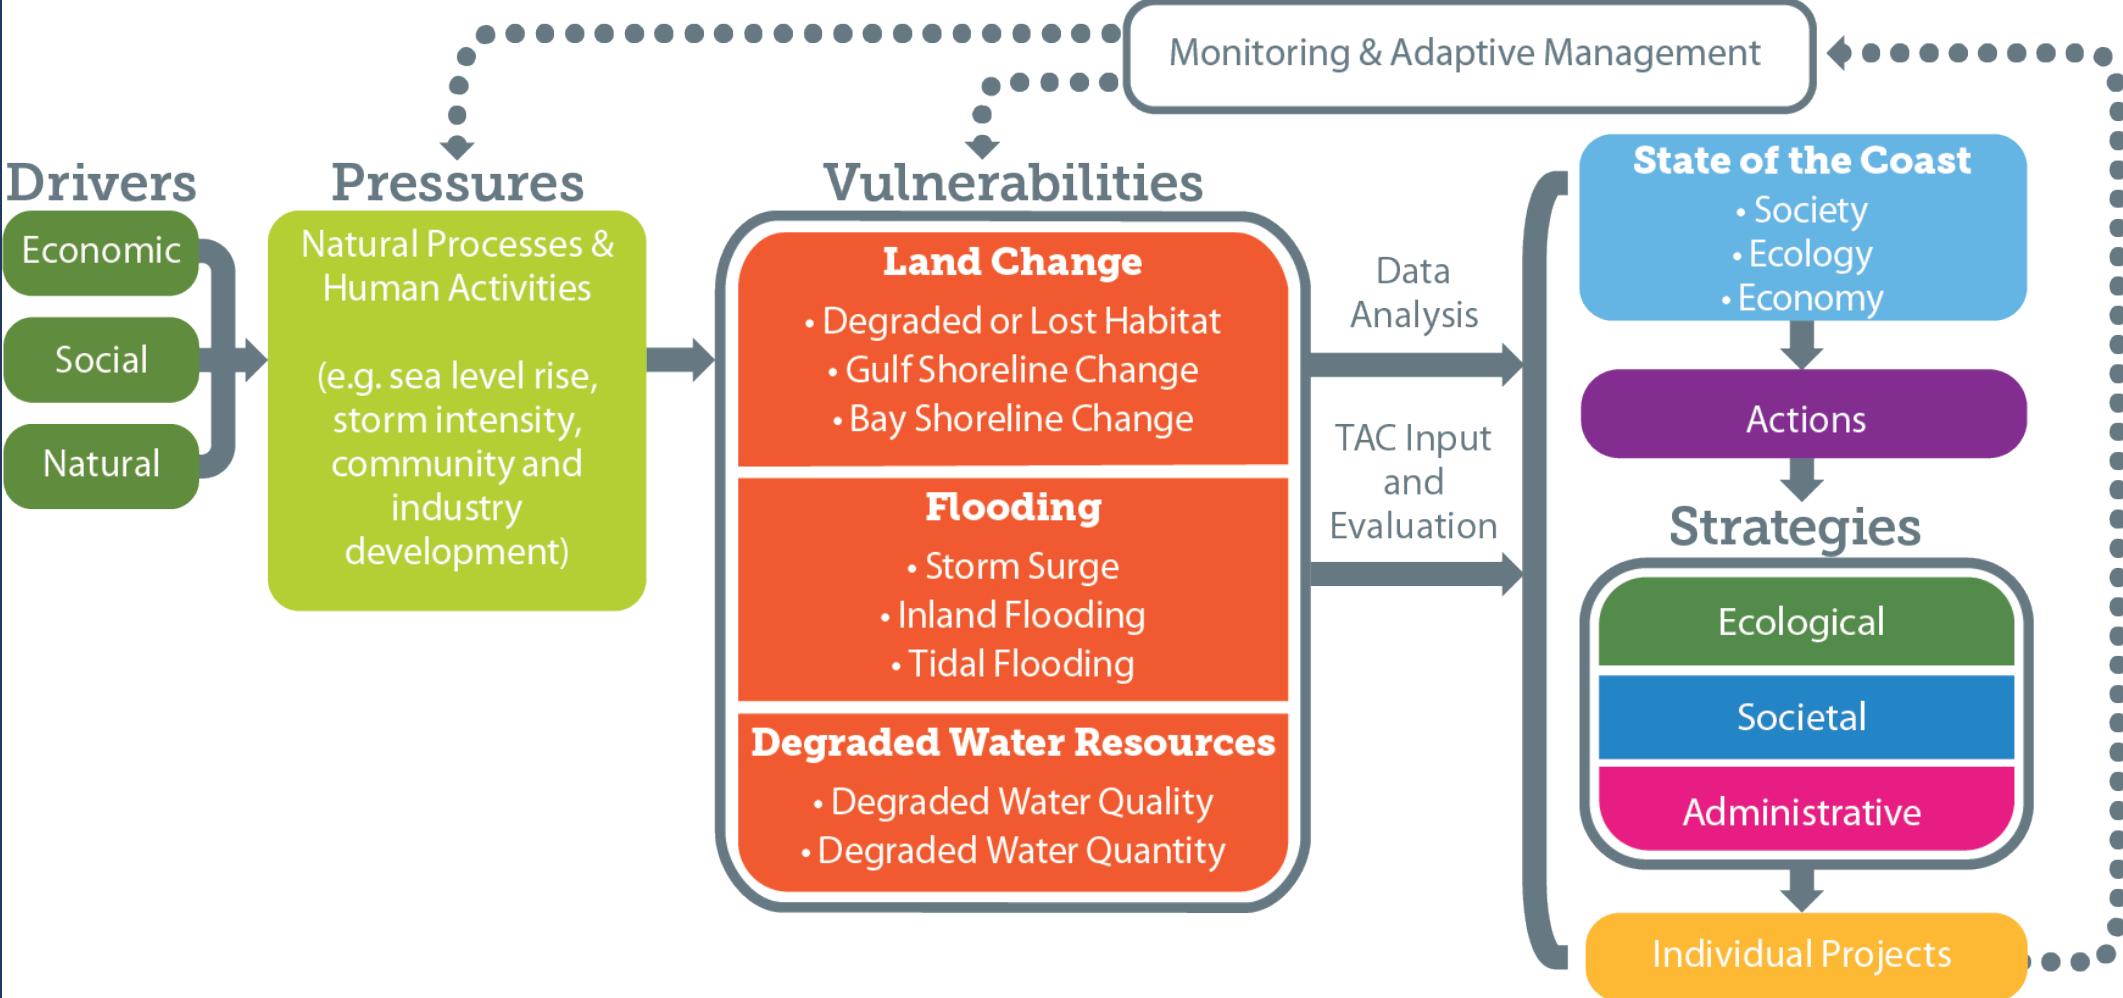 Monitoring & Adaptive Management
Drivers
Economic
Social
Natural
Pressures
Natural Processes &
Human Activities
(e.g. sea level rise,
storm intensity,
community and
industry
development)
Vulnerabilities
Land Change
• Degraded or Lost Habitat
• Gulf Shoreline Change
• Bay Shoreline Change
Flooding
• Storm Surge
• Inland Flooding
• Tidal Flooding
Degraded Water Resources
• Degraded Water Quality
• Degraded Water Quantity
Data
Analysis
TAC Input
and
Evaluation
State of the Coast
• Society
• Ecology
• Economy
Actions
Strategies
Ecological
Societal
Administrative
Individual Projects